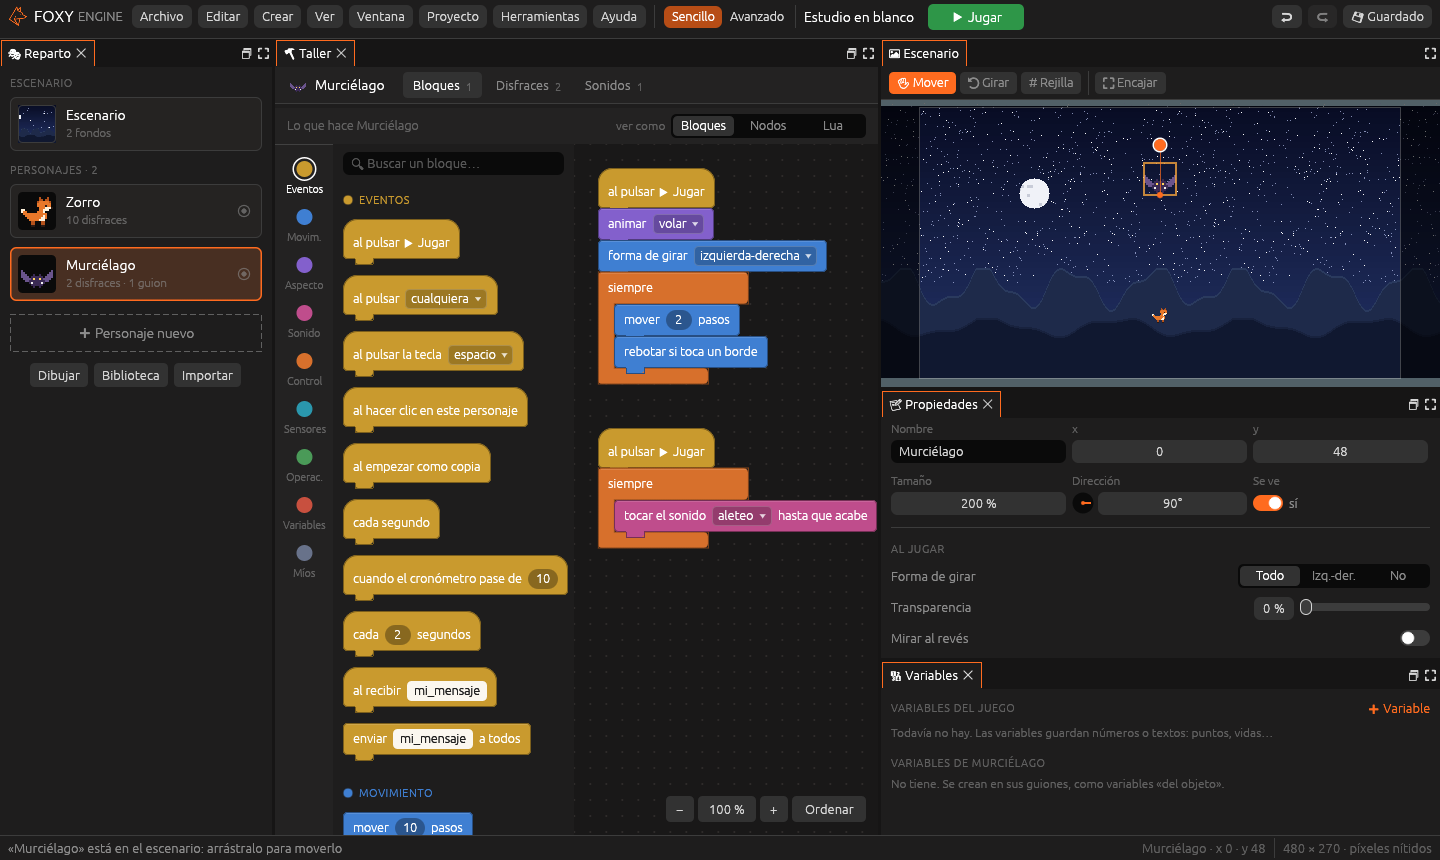 FOXY ENGINE Archivo Editar Crear Ver Ventana Proyecto Herramientas Ayuda Sencillo Avanzado Estudio en blanco Jugar Guardado
Reparto
ESCENARIO
Escenario
2 fondos
PERSONAJES · 2
Zorro
10 disfraces
Murciélago
2 disfraces · 1 guion
+ Personaje nuevo
Dibujar Biblioteca Importar
Taller
Murciélago Bloques 1 Disfraces 2 Sonidos 1
Lo que hace Murciélago ver como Bloques Nodos Lua
Eventos
Movim.
Aspecto
Sonido
Control
Sensores
Operac.
Variables
Míos
Buscar un bloque…
EVENTOS
al pulsar Jugar
al pulsar cualquiera
al pulsar la tecla espacio
al hacer clic en este personaje
al empezar como copia
cada segundo
cuando el cronómetro pase de 10
cada 2 segundos
al recibir mi_mensaje
enviar mi_mensaje a todos
MOVIMIENTO
mover 10 pasos
al pulsar Jugar
animar volar
forma de girar izquierda-derecha
siempre
mover 2 pasos
rebotar si toca un borde
al pulsar Jugar
siempre
tocar el sonido aleteo hasta que acabe
− 100 % + Ordenar
Escenario
Mover Girar # Rejilla Encajar
Propiedades
Nombre x y
Murciélago 0 48
Tamaño Dirección Se ve
200 % 90° sí
AL JUGAR
Forma de girar Todo Izq.-der. No
Transparencia 0 %
Mirar al revés
Variables
VARIABLES DEL JUEGO + Variable
Todavía no hay. Las variables guardan números o textos: puntos, vidas…
VARIABLES DE MURCIÉLAGO
No tiene. Se crean en sus guiones, como variables «del objeto».
«Murciélago» está en el escenario: arrástralo para moverlo Murciélago · x 0 · y 48 480 × 270 · píxeles nítidos